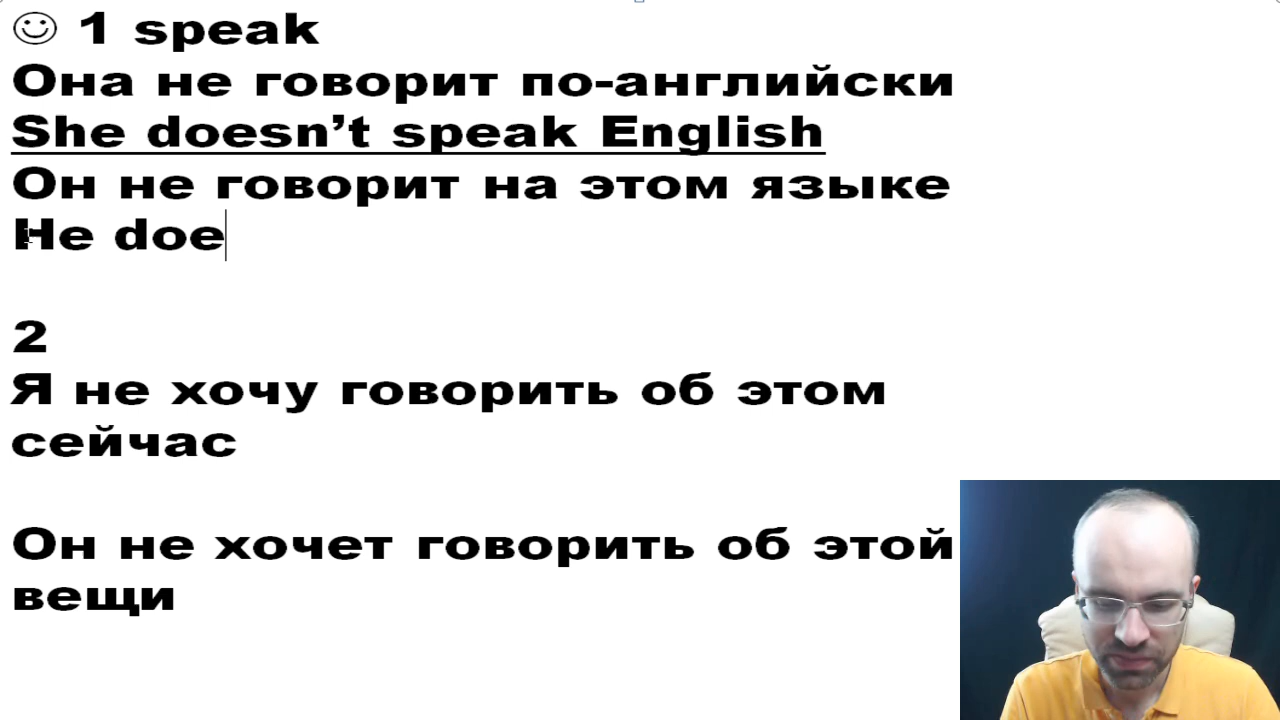 ☺ 1 speak
Она не говорит по-английски
She doesn’t speak English
Он не говорит на этом языке
He doe
2
Я не хочу говорить об этом
сейчас
Он не хочет говорить об этой
вещи